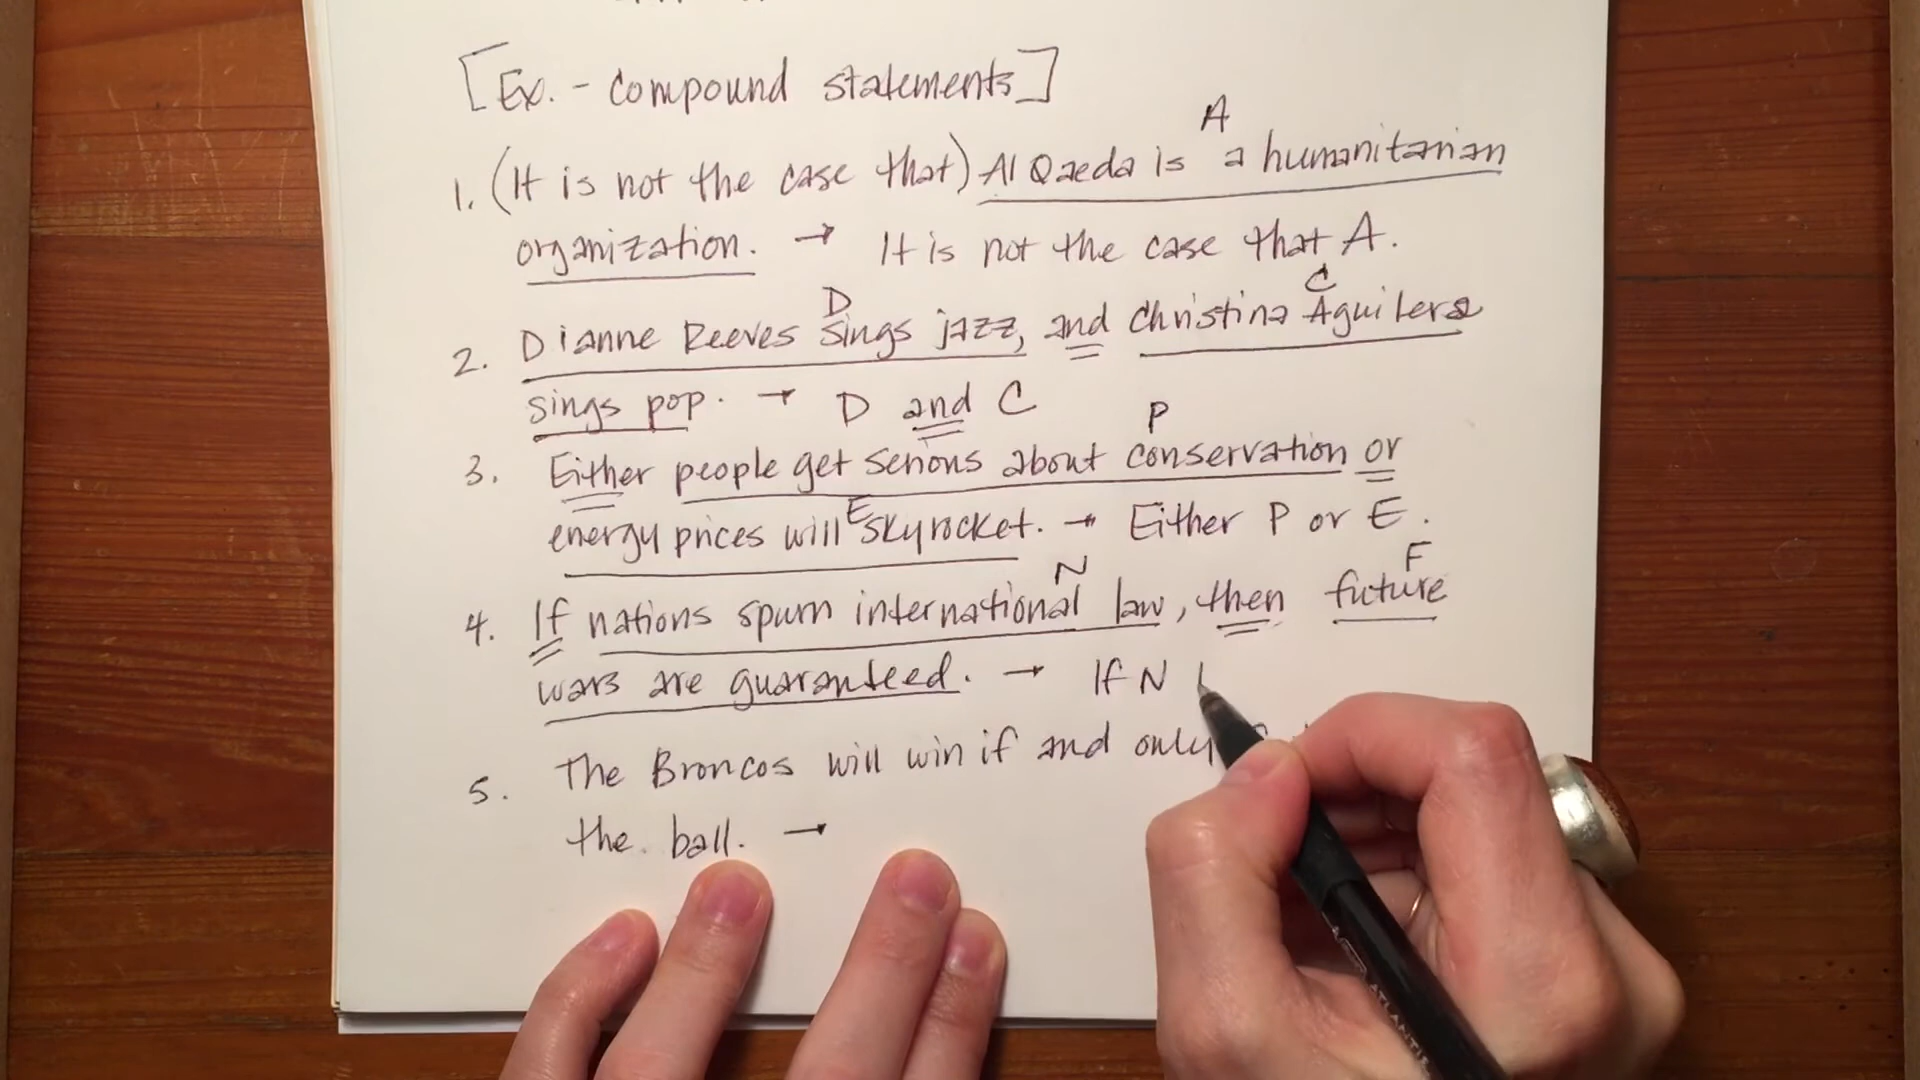 [Ex. - compound statements]
A
1. (It is not the case that) Al Qaeda is a humanitarian
organization. → It is not the case that A.
D C
2. Dianne Reeves sings jazz, and Christina Aguilera
sings pop. → D and C
P
3. Either people get serious about conservation or
E
energy prices will skyrocket. → Either P or E.
N F
4. If nations spurn international law, then future
wars are guaranteed. → If N
5. The Broncos will win if and only
the ball. →
ATLANTIS